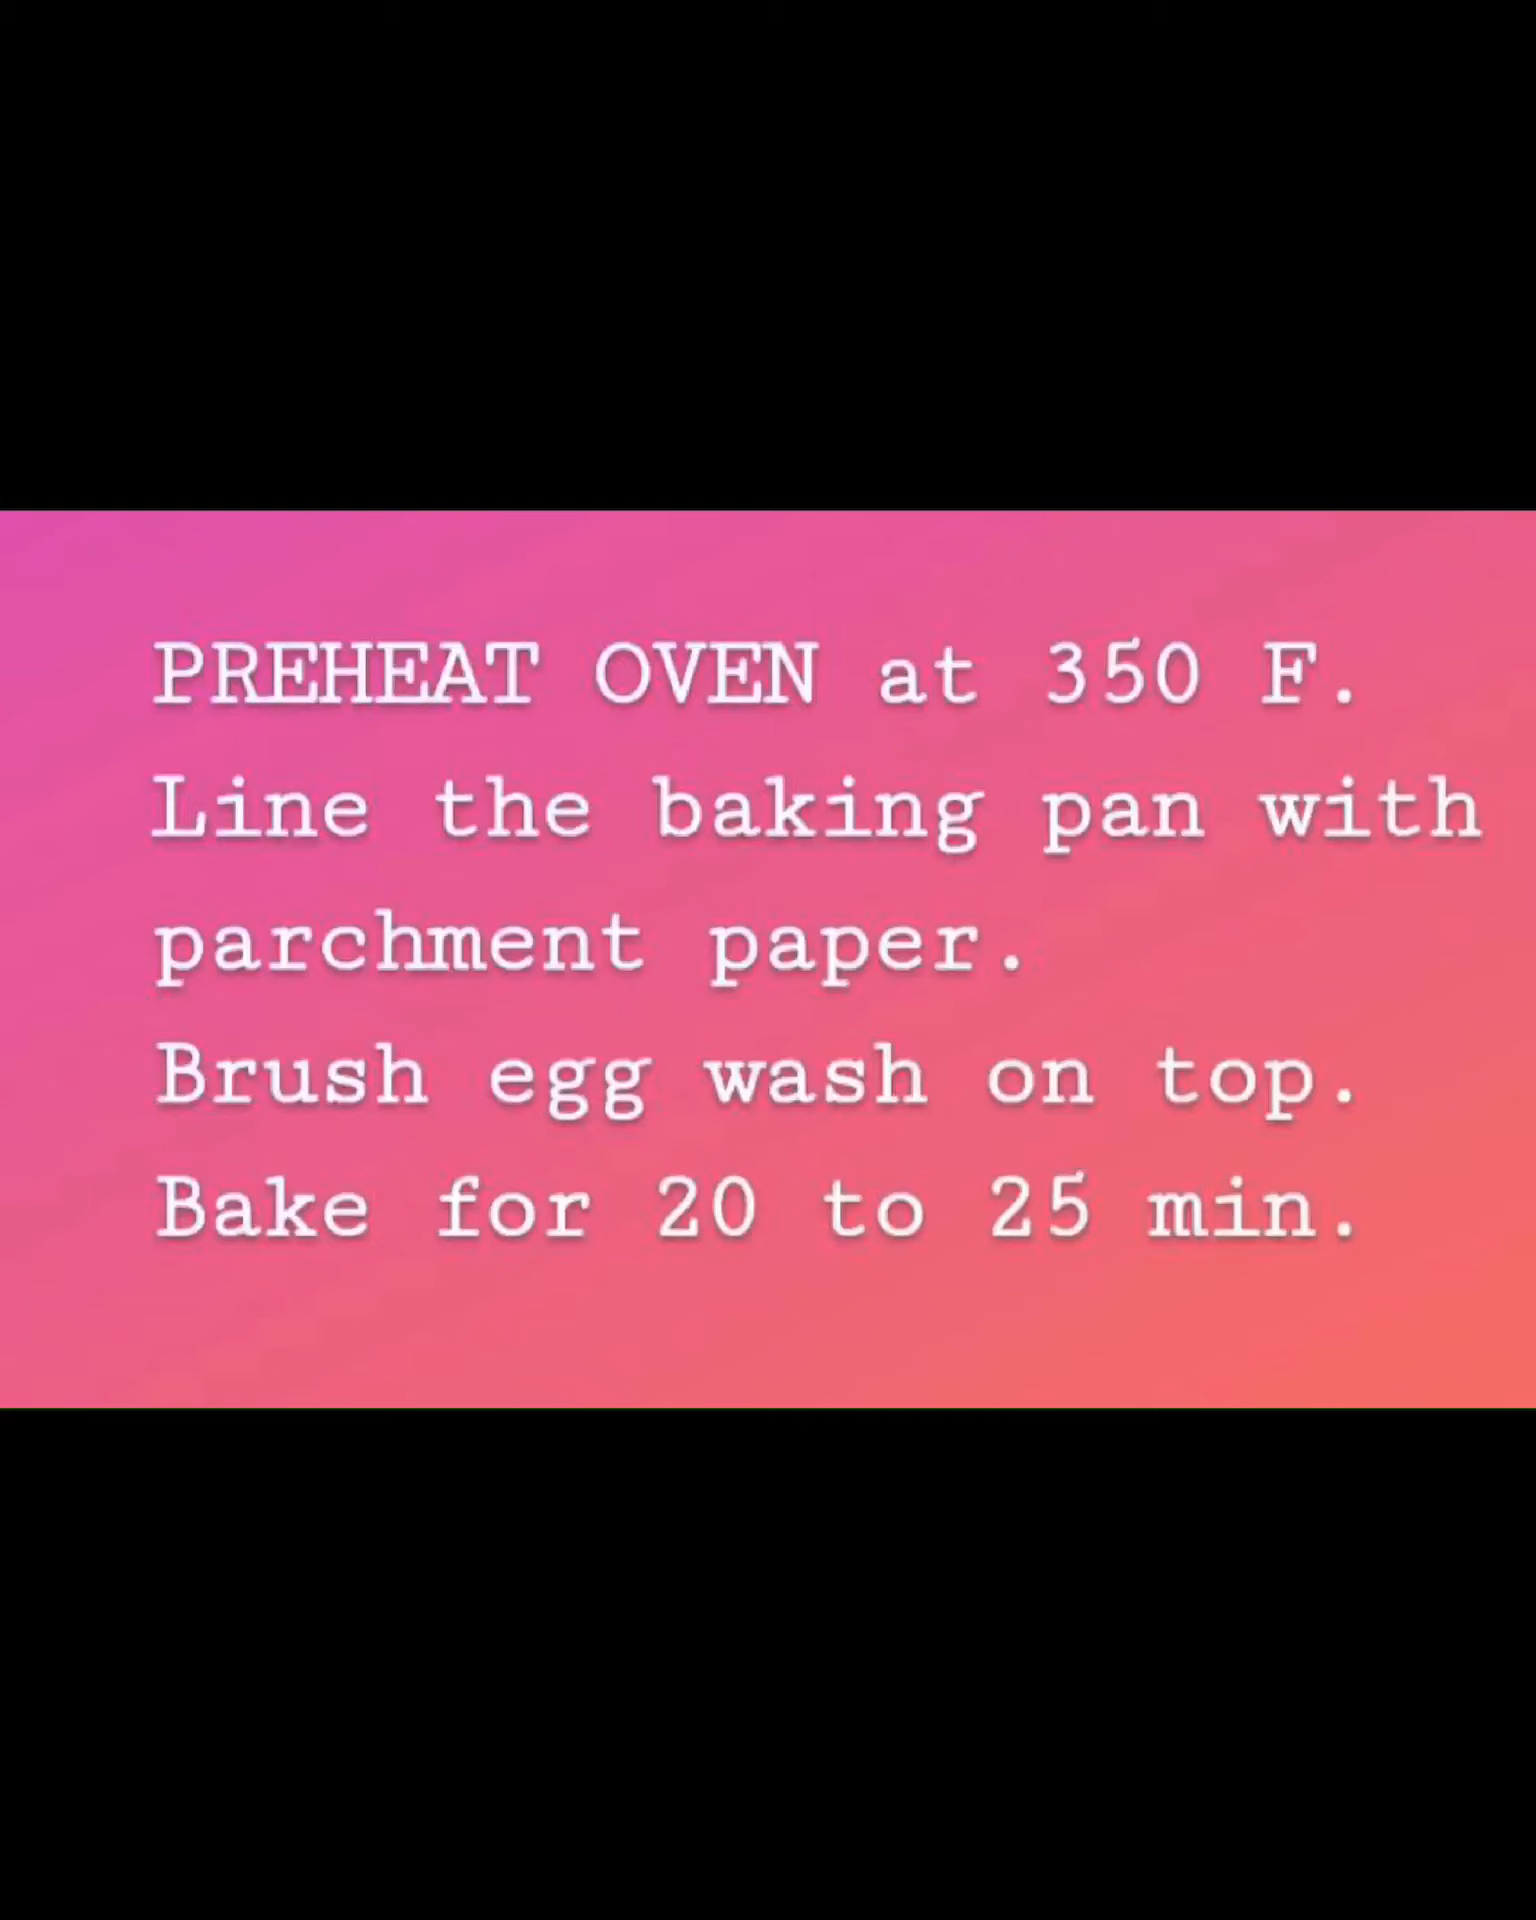 PREHEAT OVEN at 350 F.
Line the baking pan with
parchment paper.
Brush egg wash on top.
Bake for 20 to 25 min.